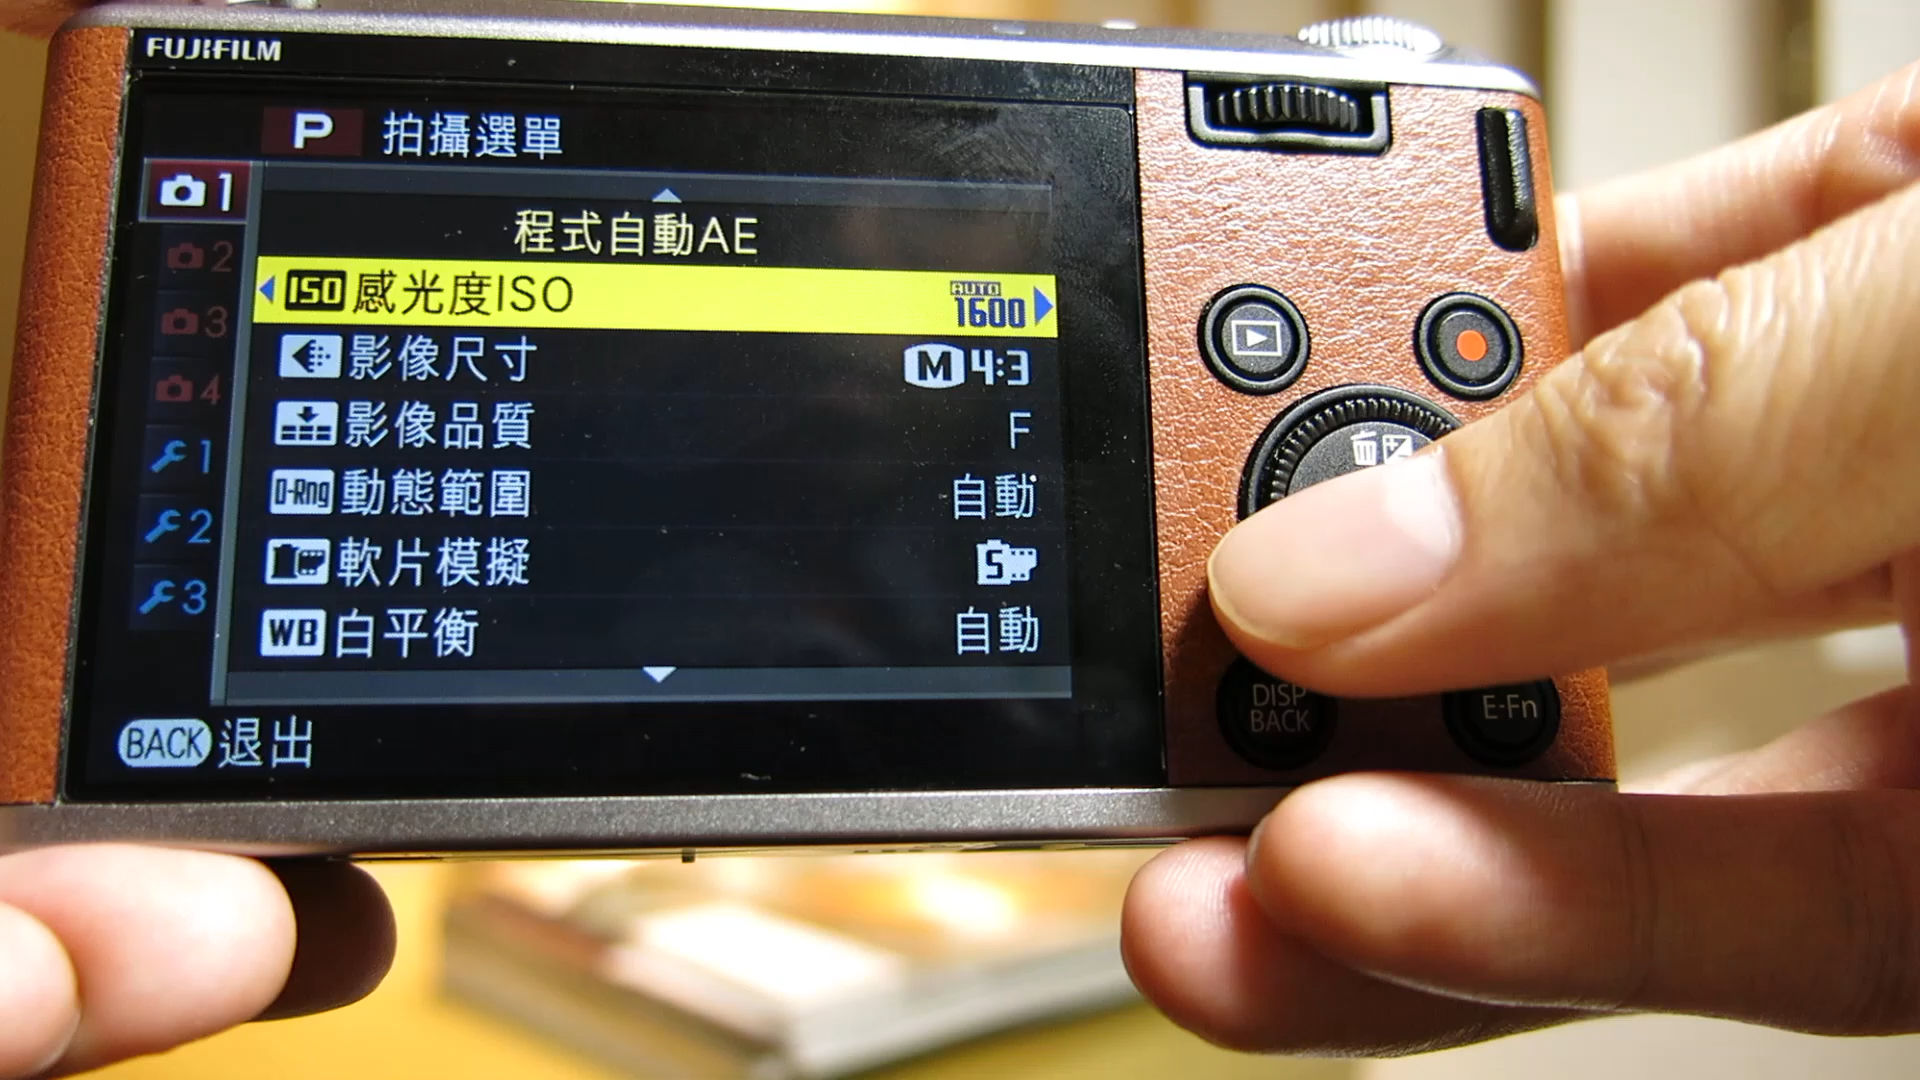 FUJIFILM
P 拍攝選單
1
程式自動AE
ISO 感光度ISO AUTO 1600
2
影像尺寸 M 4:3
3
影像品質 F
4
D-Rng 動態範圍 自動
1
軟片模擬 S
2
WB 白平衡 自動
3
BACK 退出
DISP
BACK
E-Fn